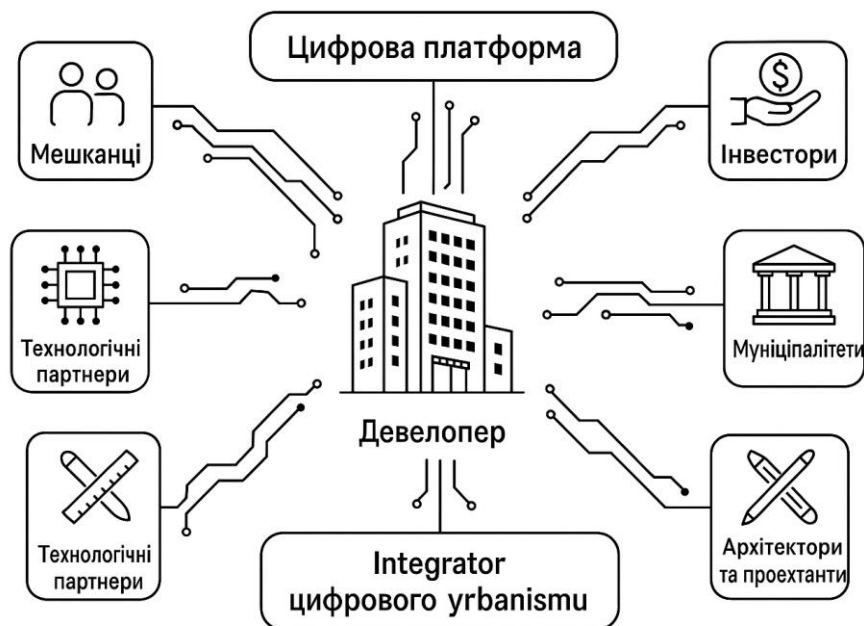 Цифрова платформа
Мешканці
$
Інвестори
Технологічні
партнери
Муніціпалітети
Девелопер
Технологічні
партнери
Integrator
цифрового yrbanismu
Архітектори
та проехтанти